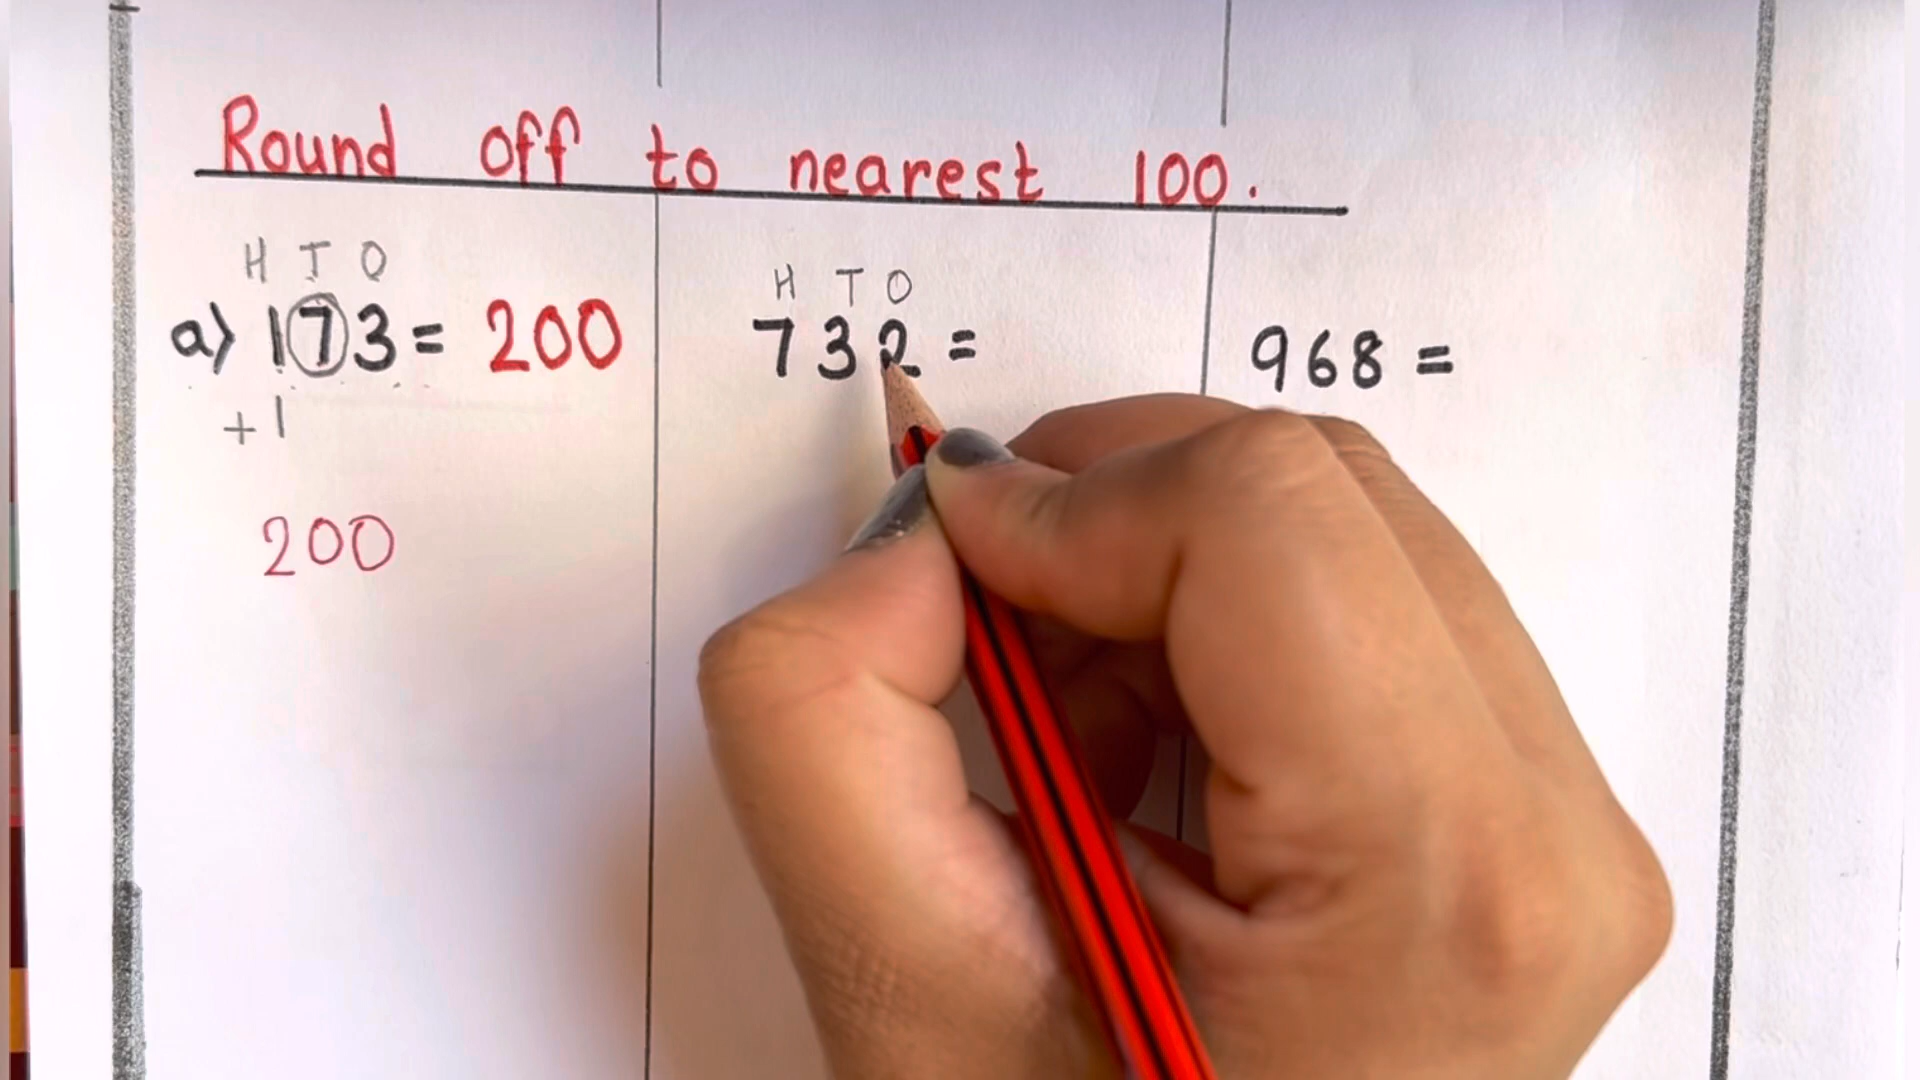 Round off to nearest 100.
H T O
a) 173 = 200
+1
200
H T O
732 =
968 =